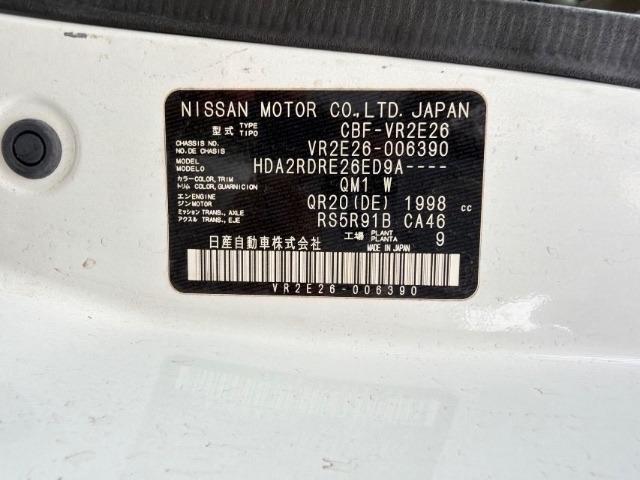 NISSAN MOTOR CO.,LTD. JAPAN
型式 TYPE TIPO CBF-VR2E26
CHASSIS NO. NO. DE CHASSIS VR2E26-006390
MODEL MODELO HDA2RDRE26ED9A----
カラー COLOR, TRIM トリム COLOR, GUARNICION QM1 W
エンジン ENGINE MOTOR QR20(DE) 1998 cc
ミッション TRANS., AXLE アクスル TRANS., EJE RS5R91B CA46
工場 PLANT PLANTA 9
日産自動車株式会社 MADE IN JAPAN
VR2E26-006390